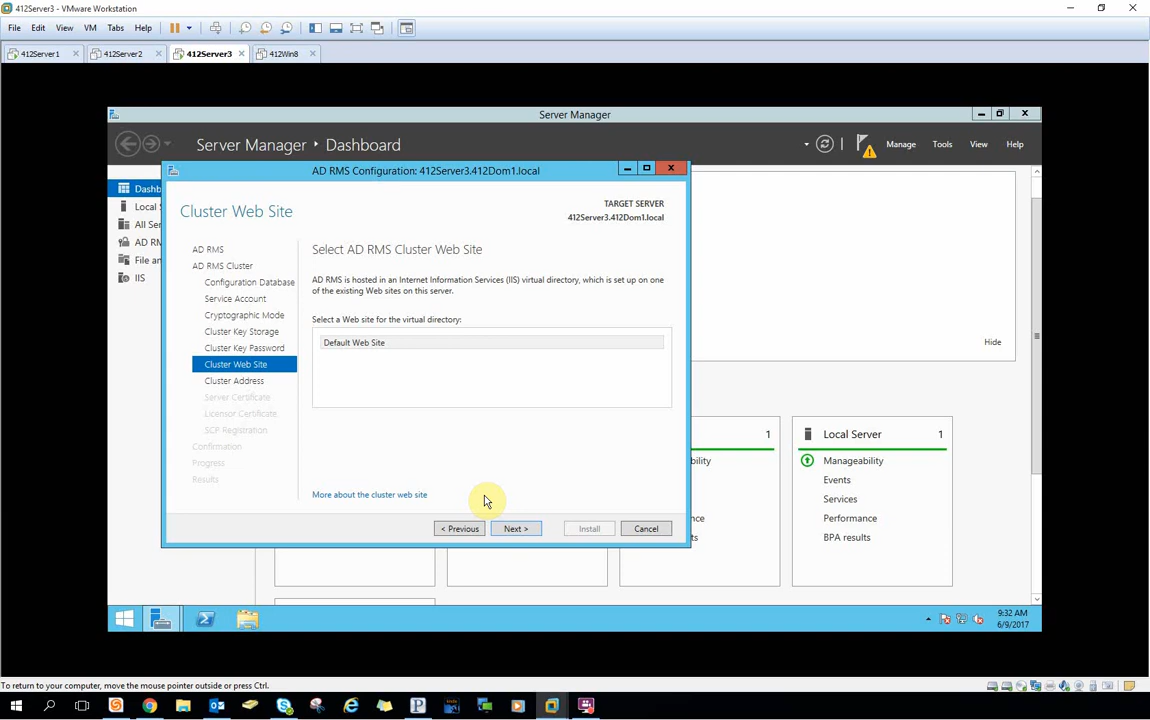 412Server3 - VMware Workstation
File Edit View VM Tabs Help
412Server1 412Server2 412Server3 412Win8
Server Manager
Server Manager Dashboard
Manage Tools View Help
AD RMS Configuration: 412Server3.412Dom1.local
Dashb
Local S
All Ser
AD RM
File an
IIS
Cluster Web Site
TARGET SERVER
412Server3.412Dom1.local
AD RMS
AD RMS Cluster
Configuration Database
Service Account
Cryptographic Mode
Cluster Key Storage
Cluster Key Password
Cluster Web Site
Cluster Address
Server Certificate
Licensor Certificate
SCP Registration
Confirmation
Progress
Results
Select AD RMS Cluster Web Site
AD RMS is hosted in an Internet Information Services (IIS) virtual directory, which is set up on one
of the existing Web sites on this server.
Select a Web site for the virtual directory:
Default Web Site
More about the cluster web site
< Previous Next > Install Cancel
Hide
1
bility
nce
ts
Local Server 1
Manageability
Events
Services
Performance
BPA results
9:32 AM
6/9/2017
To return to your computer, move the mouse pointer outside or press Ctrl.